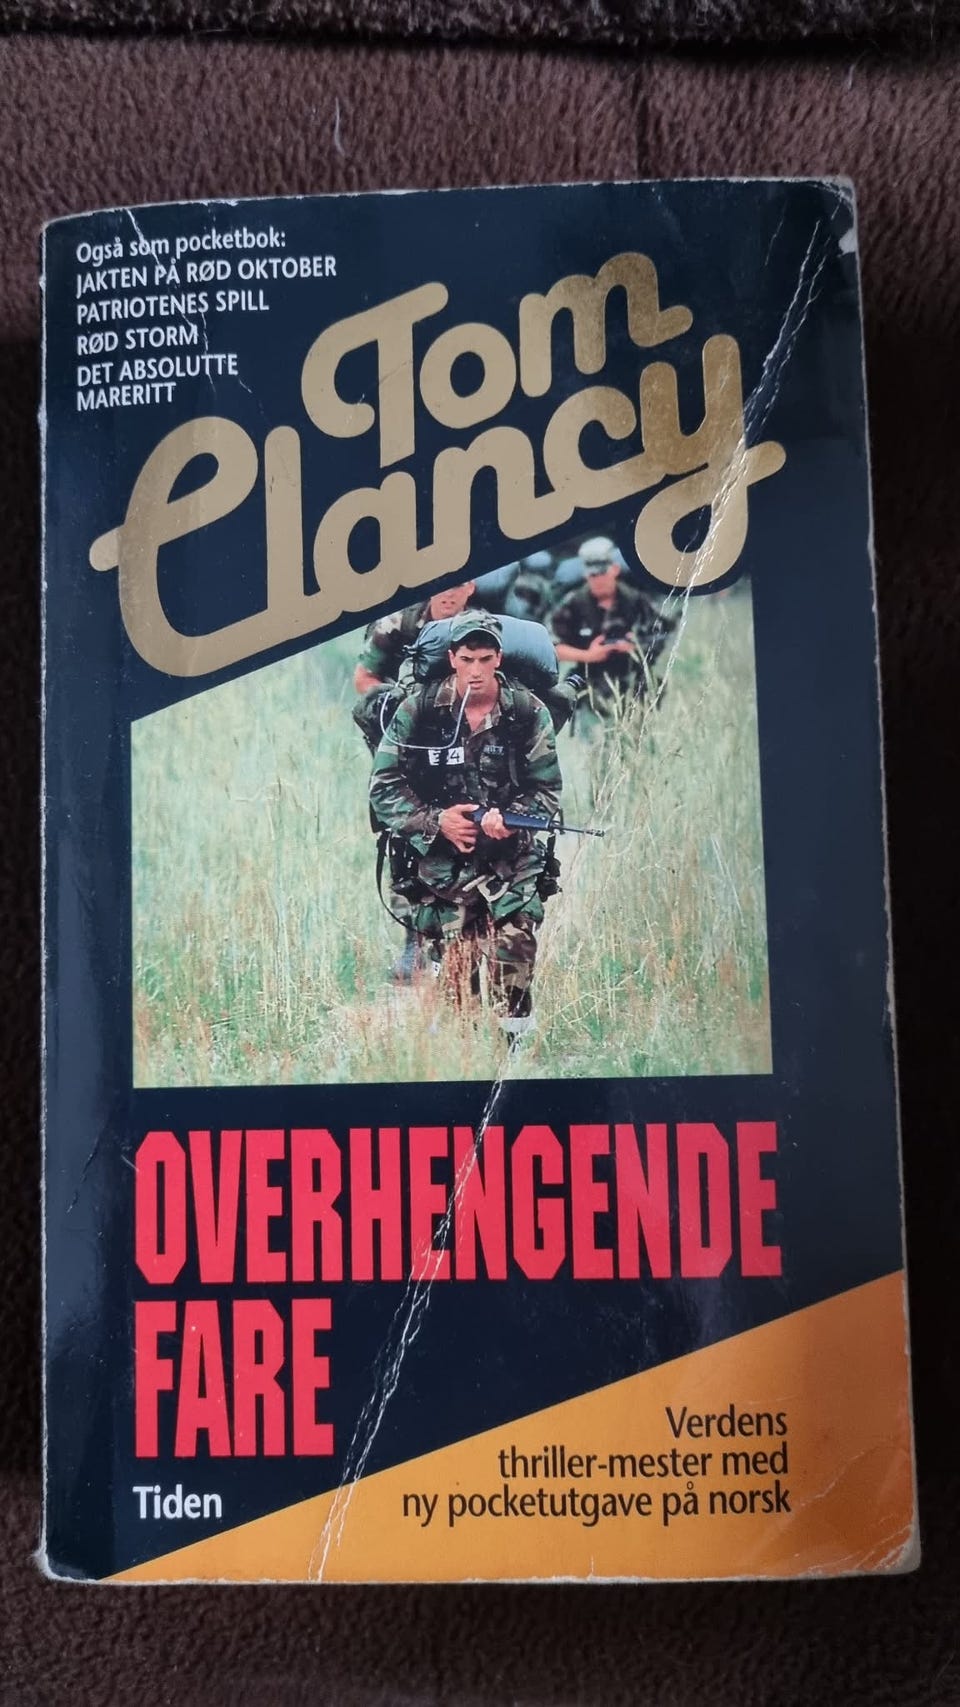 Også som pocketbok:
JAKTEN PÅ RØD OKTOBER
PATRIOTENES SPILL
RØD STORM
DET ABSOLUTTE
MARERITT
Tom
Clancy
OVERHENGENDE
FARE
Tiden
Verdens
thriller-mester med
ny pocketutgave på norsk